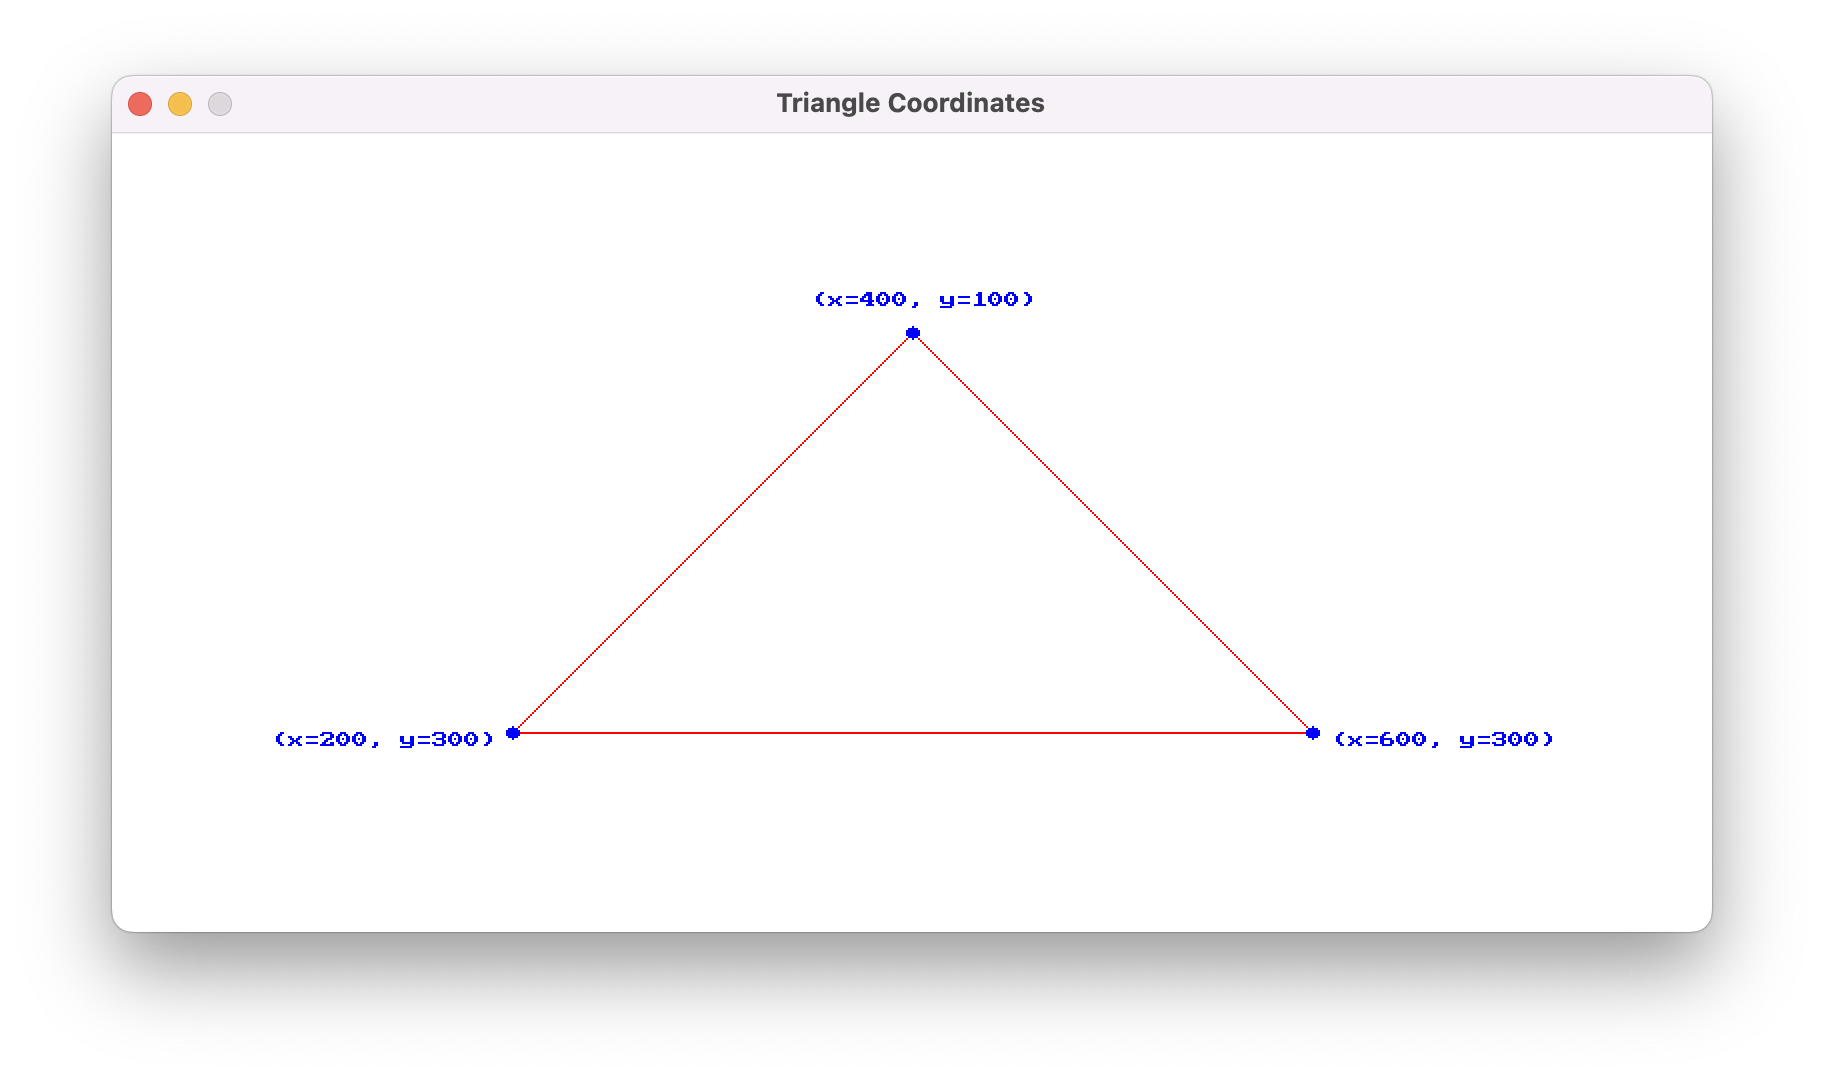 Triangle Coordinates
(x=400, y=100)
(x=200, y=300)
(x=600, y=300)